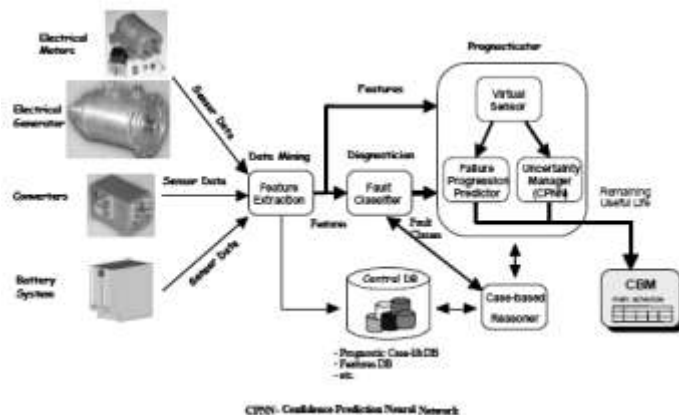 Electrical
Motors
Electrical
Generator
Converters
Battery
System
Sensor Data
Sensor Data
Sensor Data
Data Mining
Feature
Extraction
Features
Features
Diagnostician
Fault
Classifier
Fault
Classes
Prognosticator
Virtual
Sensor
Failure
Progression
Predictor
Uncertainty
Manager
(CPNN)
Remaining
Useful Life
CBM
Central DB
- Prognostic Case-lib DB
- Features DB
- etc.
Case-based
Reasoner
CPNN- Confidence Prediction Neural Network